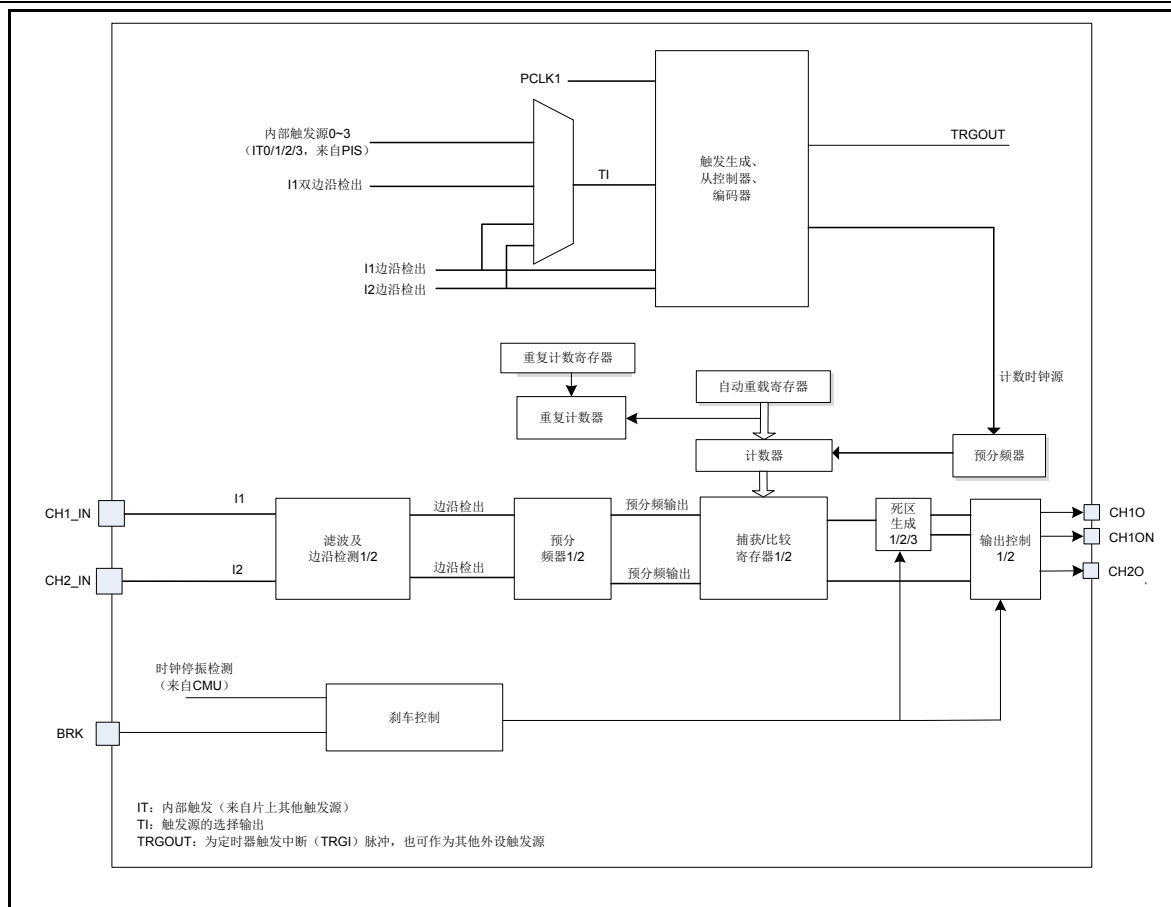 PCLK1
内部触发源0~3
（IT0/1/2/3，来自PIS）
TRGOUT
触发生成、
从控制器、
编码器
I1双边沿检出
TI
I1边沿检出
I2边沿检出
重复计数寄存器
自动重载寄存器
计数时钟源
重复计数器
计数器
预分频器
CH1_IN
I1
滤波及
边沿检测1/2
边沿检出
预分
频器1/2
预分频输出
捕获/比较
寄存器1/2
死区
生成
1/2/3
输出控制
1/2
CH1O
CH1ON
CH2_IN
I2
边沿检出
预分频输出
CH2O
时钟停振检测
（来自CMU）
刹车控制
BRK
IT：内部触发（来自片上其他触发源）
TI：触发源的选择输出
TRGOUT：为定时器触发中断（TRGI）脉冲，也可作为其他外设触发源